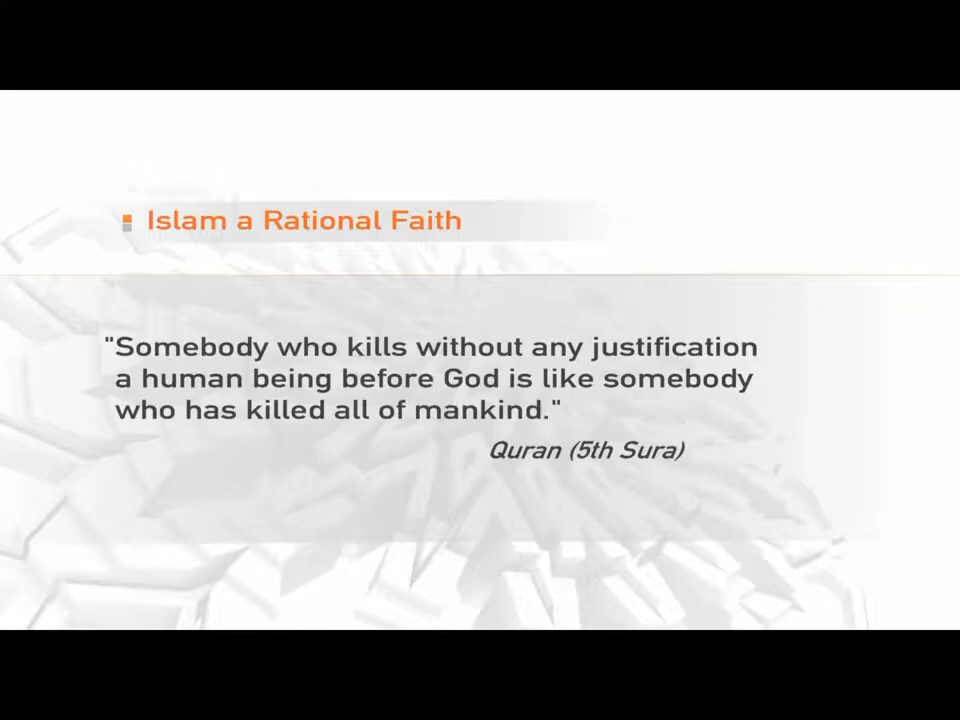 Islam a Rational Faith
"Somebody who kills without any justification
a human being before God is like somebody
who has killed all of mankind."
Quran (5th Sura)